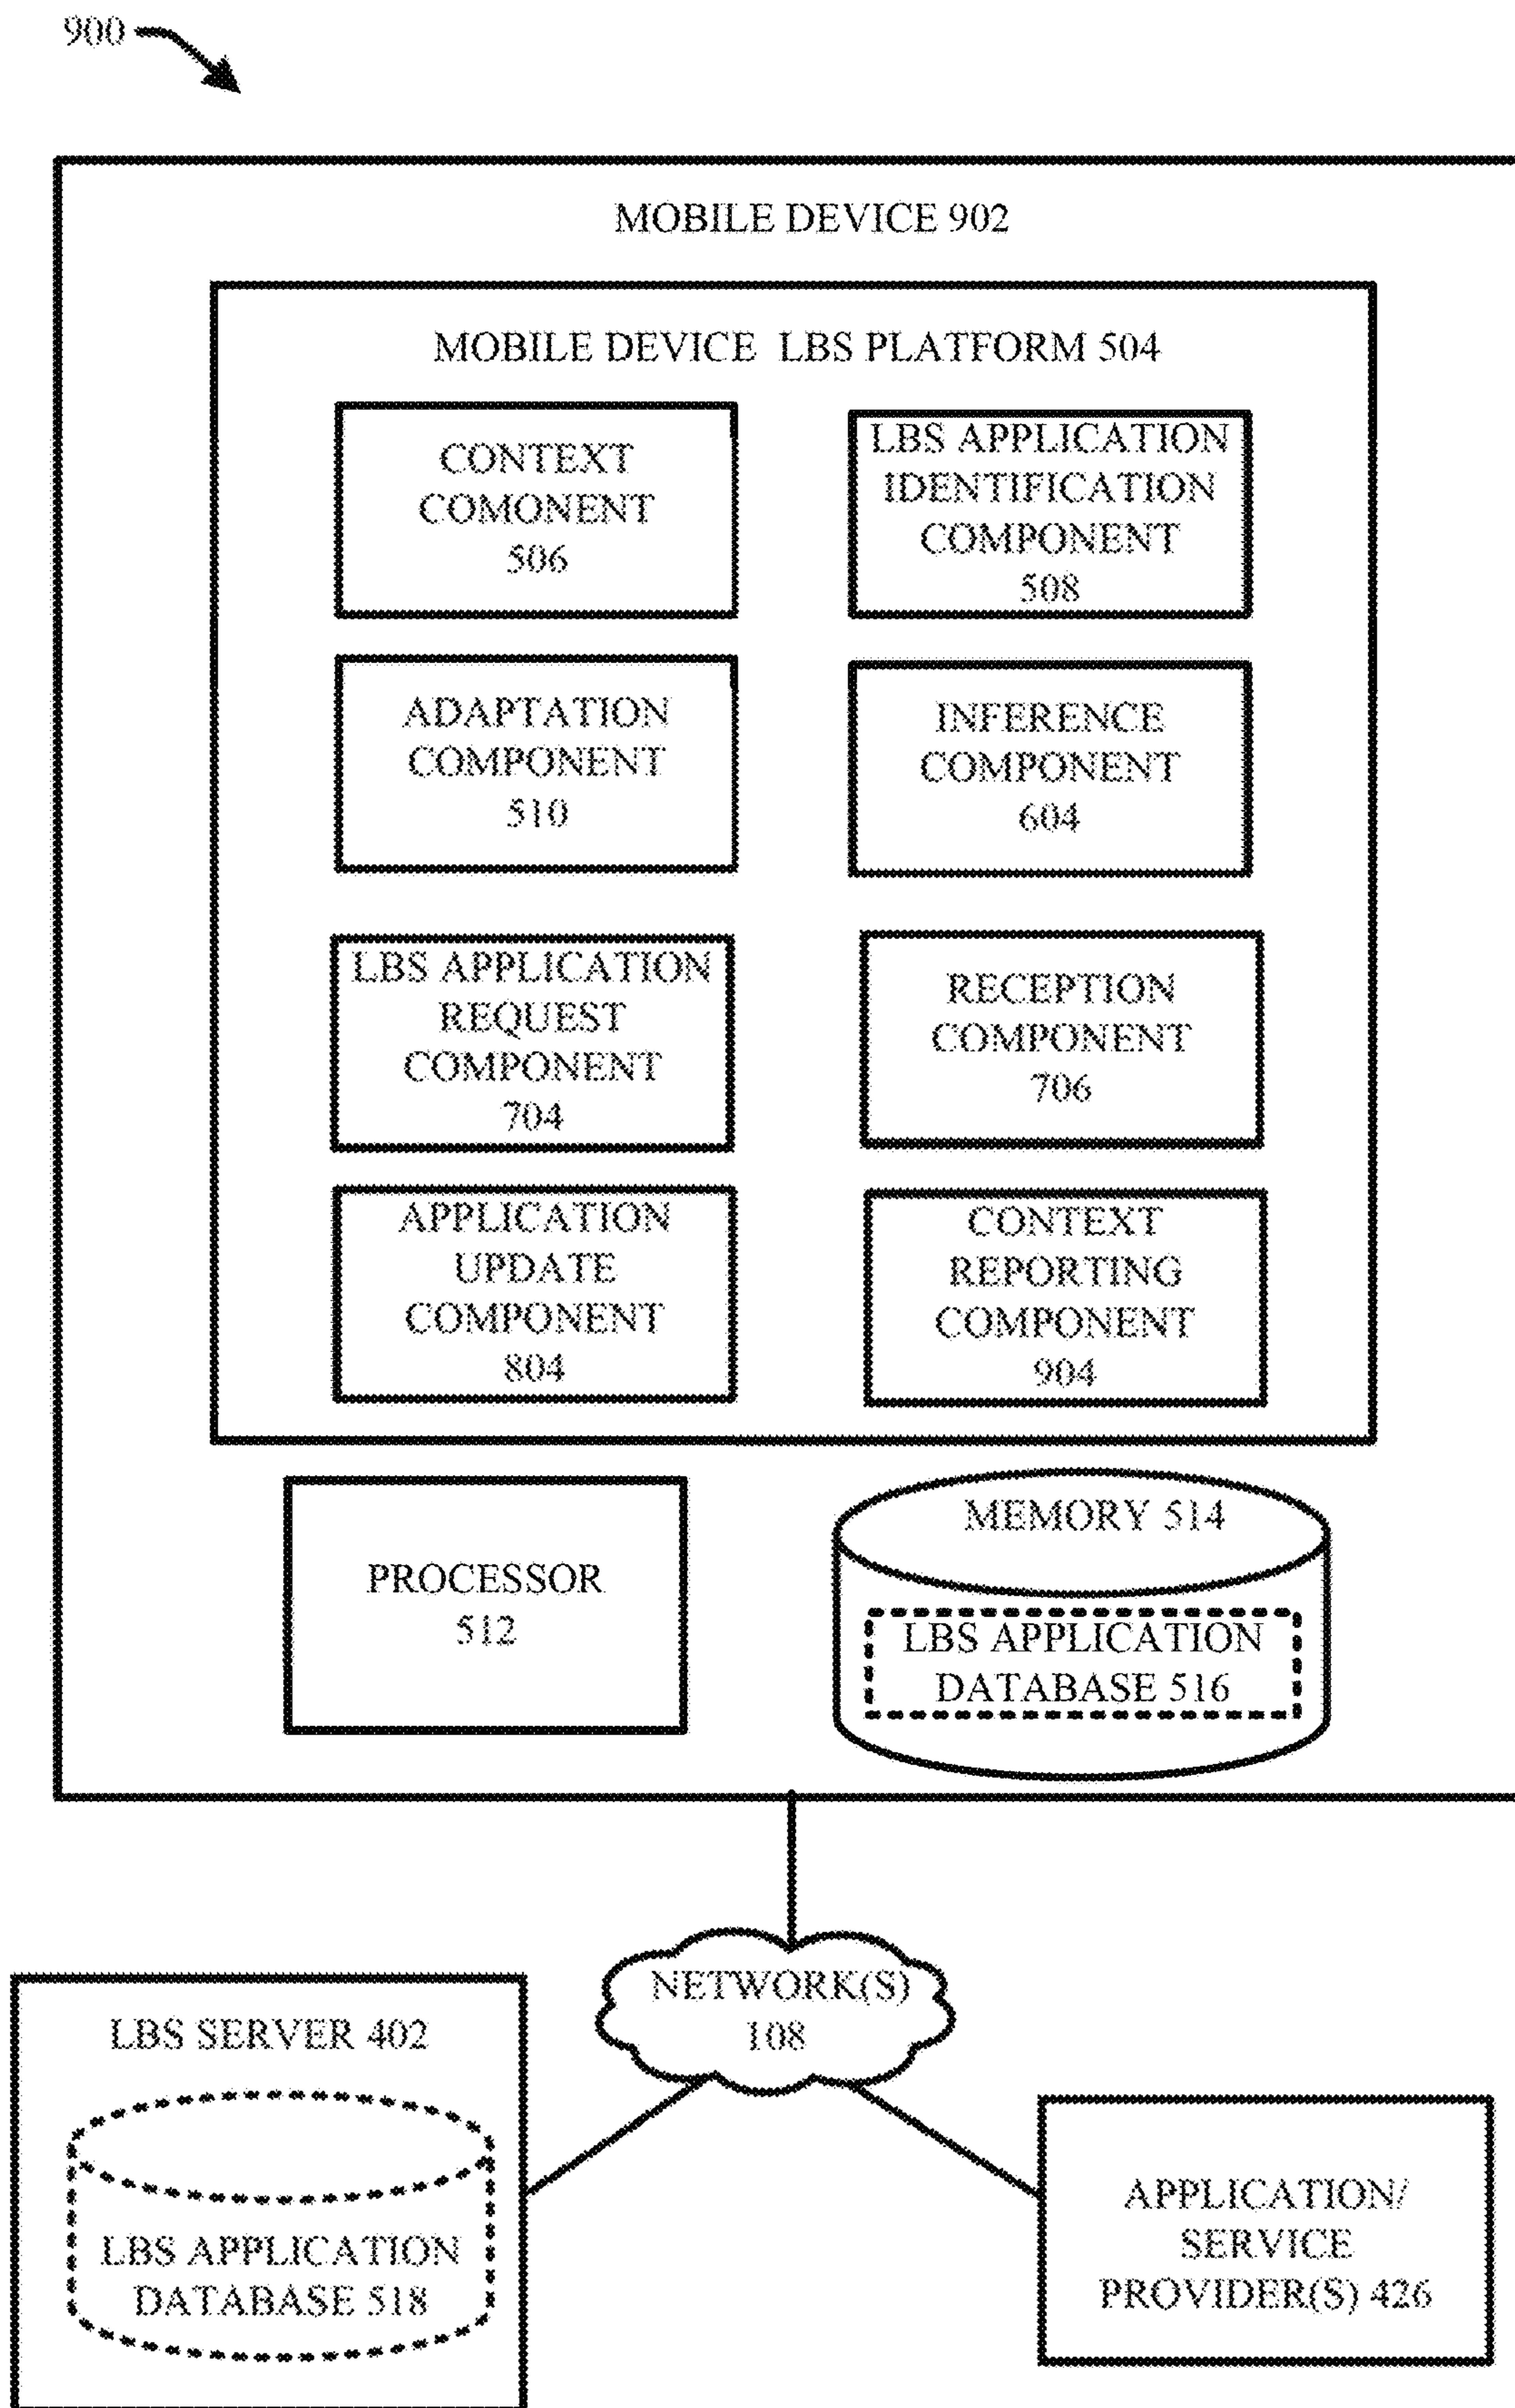 900
MOBILE DEVICE 902
MOBILE DEVICE LBS PLATFORM 504
CONTEXT
COMONENT
506
LBS APPLICATION
IDENTIFICATION
COMPONENT
508
ADAPTATION
COMPONENT
510
INFERENCE
COMPONENT
604
LBS APPLICATION
REQUEST
COMPONENT
704
RECEPTION
COMPONENT
706
APPLICATION
UPDATE
COMPONENT
804
CONTEXT
REPORTING
COMPONENT
904
PROCESSOR
512
MEMORY 514
LBS APPLICATION
DATABASE 516
NETWORK(S)
108
LBS SERVER 402
LBS APPLICATION
DATABASE 518
APPLICATION/
SERVICE
PROVIDER(S) 426